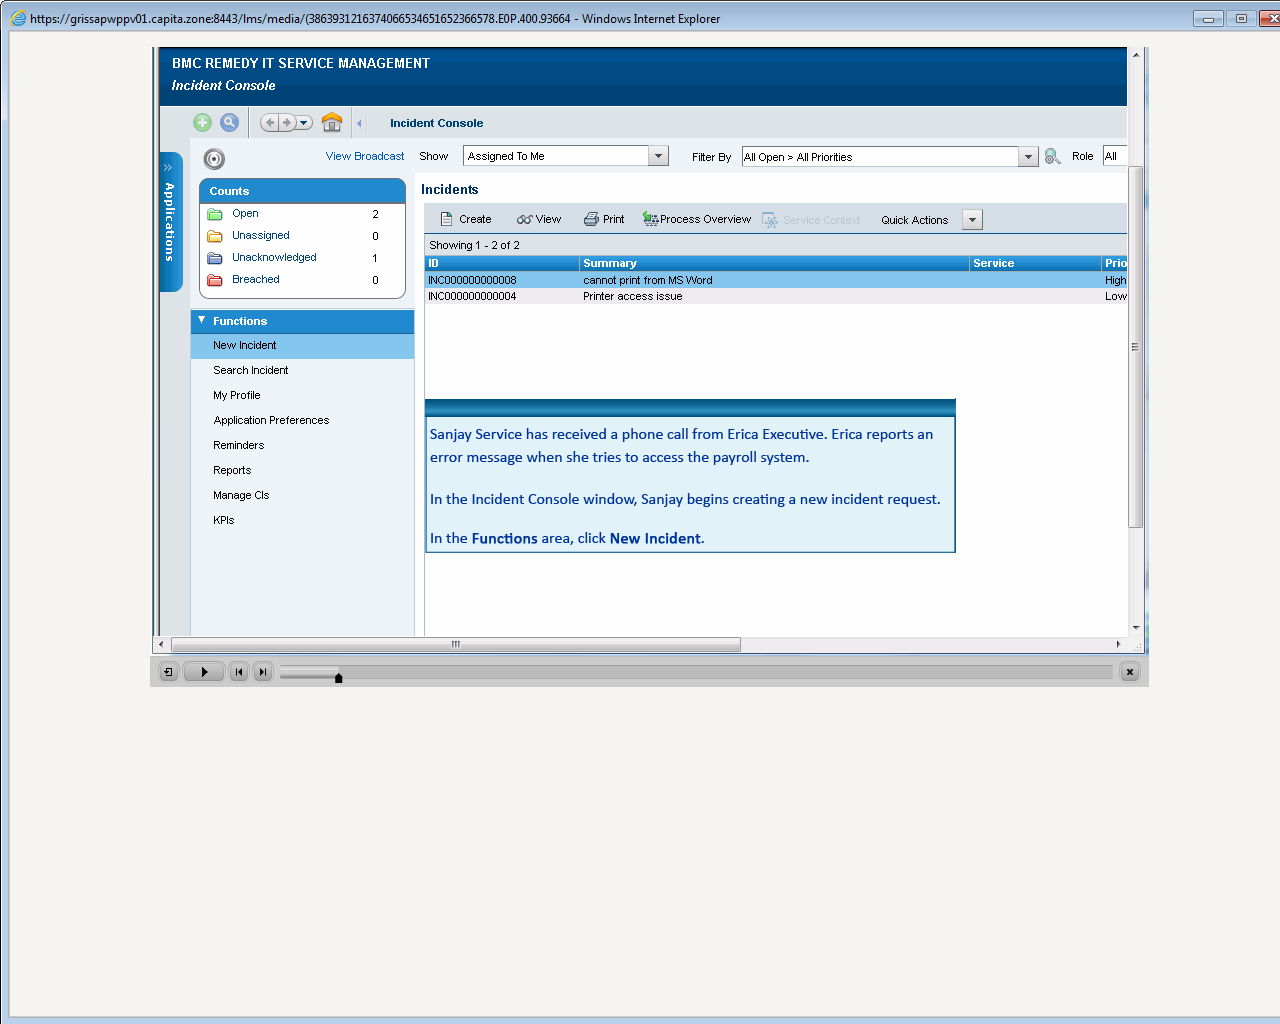 https://grissapwppv01.capita.zone:8443/lms/media/(3863931216374066534651652366578.E0P.400.93664 - Windows Internet Explorer
BMC REMEDY IT SERVICE MANAGEMENT
Incident Console
Incident Console
View Broadcast Show Assigned To Me Filter By All Open > All Priorities Role All
Applications
Counts
Open 2
Unassigned 0
Unacknowledged 1
Breached 0
Functions
New Incident
Search Incident
My Profile
Application Preferences
Reminders
Reports
Manage CIs
KPIs
Incidents
Create View Print Process Overview Service Context Quick Actions
Showing 1 - 2 of 2
ID Summary Service Prio
INC000000000008 cannot print from MS Word High
INC000000000004 Printer access issue Low
Sanjay Service has received a phone call from Erica Executive. Erica reports an
error message when she tries to access the payroll system.
In the Incident Console window, Sanjay begins creating a new incident request.
In the Functions area, click New Incident.